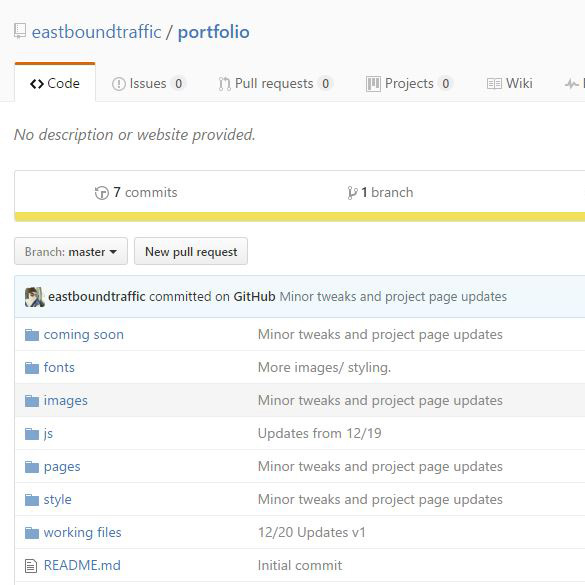 eastboundtraffic / portfolio
Code Issues 0 Pull requests 0 Projects 0 Wiki
No description or website provided.
7 commits 1 branch
Branch: master New pull request
eastboundtraffic committed on GitHub Minor tweaks and project page updates
coming soon Minor tweaks and project page updates
fonts More images/ styling.
images Minor tweaks and project page updates
js Updates from 12/19
pages Minor tweaks and project page updates
style Minor tweaks and project page updates
working files 12/20 Updates v1
README.md Initial commit